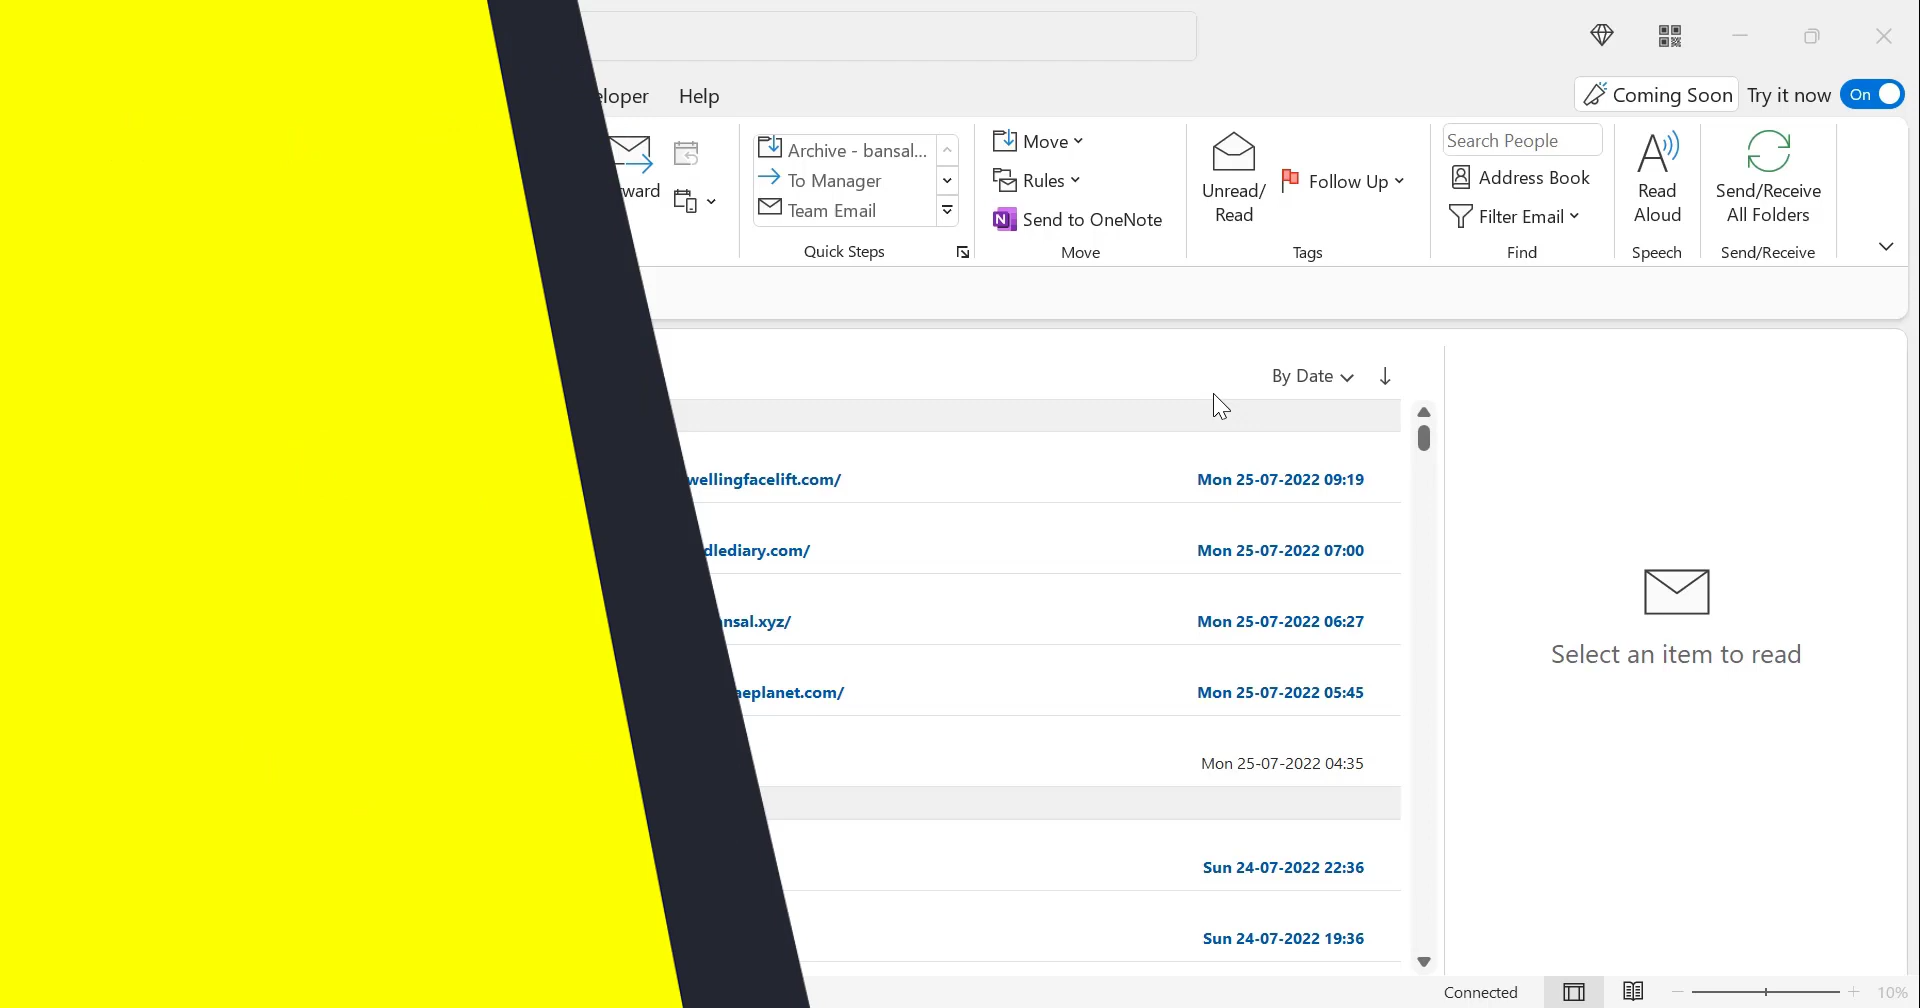 Help
Coming Soon Try it now On
Archive - bansal...
To Manager
Team Email
Quick Steps
Move
Rules
Send to OneNote
Move
Unread/
Read
Follow Up
Tags
Search People
Address Book
Filter Email
Find
Read
Aloud
Speech
Send/Receive
All Folders
Send/Receive
By Date
wellingfacelift.com/ Mon 25-07-2022 09:19
dlediary.com/ Mon 25-07-2022 07:00
nsal.xyz/ Mon 25-07-2022 06:27
eplanet.com/ Mon 25-07-2022 05:45
Mon 25-07-2022 04:35
Sun 24-07-2022 22:36
Sun 24-07-2022 19:36
Select an item to read
Connected 10%